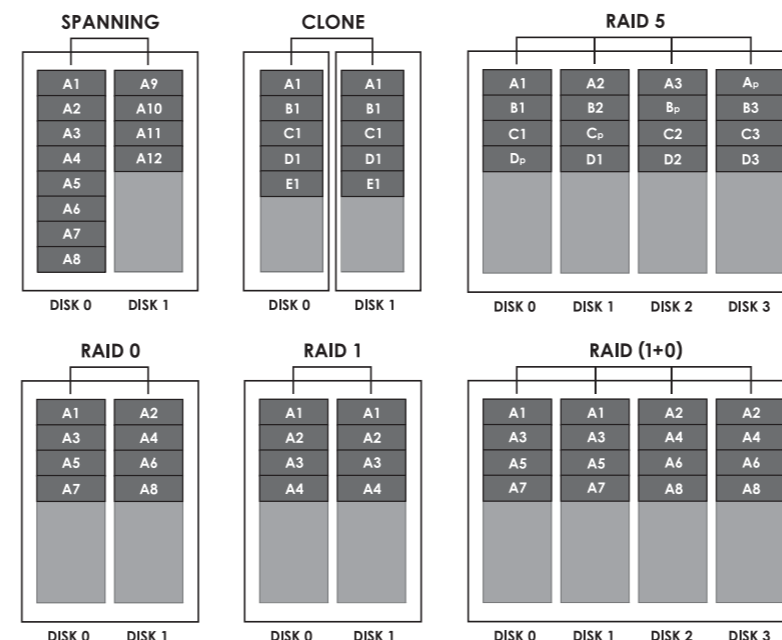 SPANNING
A1 A9
A2 A10
A3 A11
A4 A12
A5
A6
A7
A8
DISK 0 DISK 1
CLONE
A1 A1
B1 B1
C1 C1
D1 D1
E1 E1
DISK 0 DISK 1
RAID 5
A1 A2 A3 Ap
B1 B2 Bp B3
C1 Cp C2 C3
Dp D1 D2 D3
DISK 0 DISK 1 DISK 2 DISK 3
RAID 0
A1 A2
A3 A4
A5 A6
A7 A8
DISK 0 DISK 1
RAID 1
A1 A1
A2 A2
A3 A3
A4 A4
DISK 0 DISK 1
RAID (1+0)
A1 A1 A2 A2
A3 A3 A4 A4
A5 A5 A6 A6
A7 A7 A8 A8
DISK 0 DISK 1 DISK 2 DISK 3